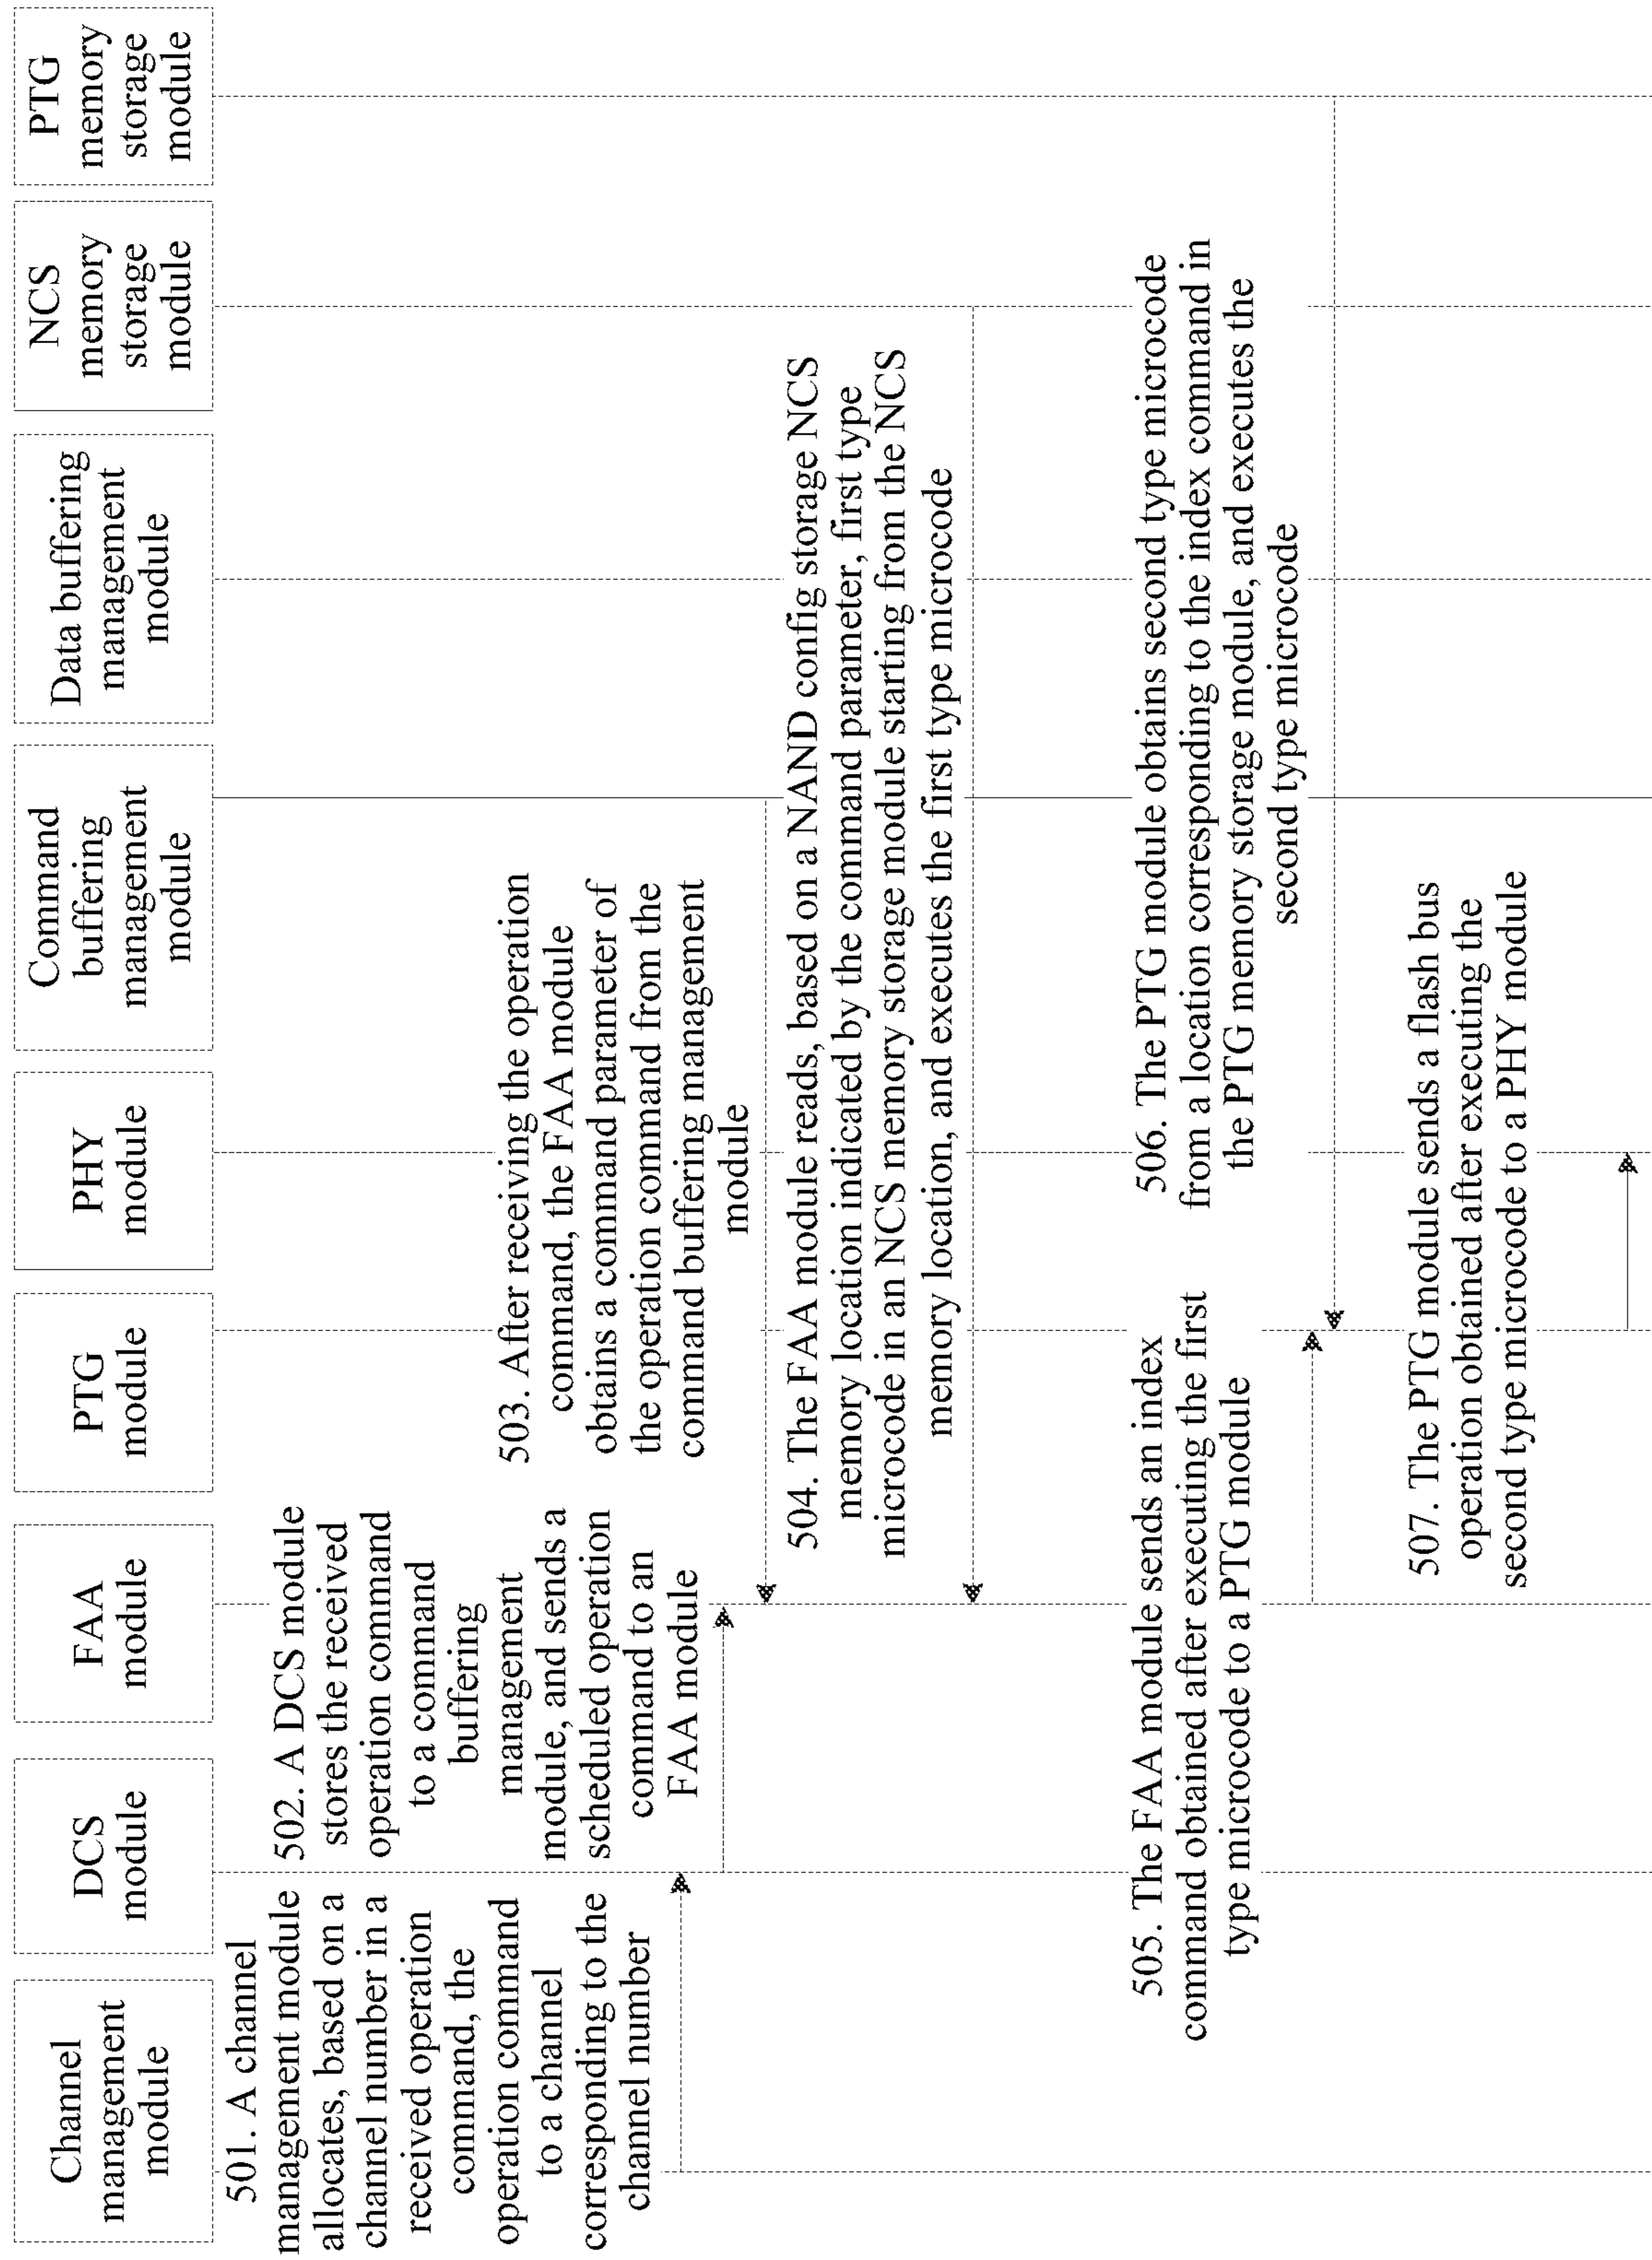 Channel
management
module
DCS
module
FAA
module
PTG
module
PHY
module
Command
buffering
management
module
Data buffering
management
module
NCS
memory
storage
module
PTG
memory
storage
module
501. A channel
management module
allocates, based on a
channel number in a
received operation
command, the
operation command
to a channel
corresponding to the
channel number
502. A DCS module
stores the received
operation command
to a command
buffering
management
module, and sends a
scheduled operation
command to an
FAA module
503. After receiving the operation
command, the FAA module
obtains a command parameter of
the operation command from the
command buffering management
module
504. The FAA module reads, based on a NAND config storage NCS
memory location indicated by the command parameter, first type
microcode in an NCS memory storage module starting from the NCS
memory location, and executes the first type microcode
505. The FAA module sends an index
command obtained after executing the first
type microcode to a PTG module
506. The PTG module obtains second type microcode
from a location corresponding to the index command in
the PTG memory storage module, and executes the
second type microcode
507. The PTG module sends a flash bus
operation obtained after executing the
second type microcode to a PHY module